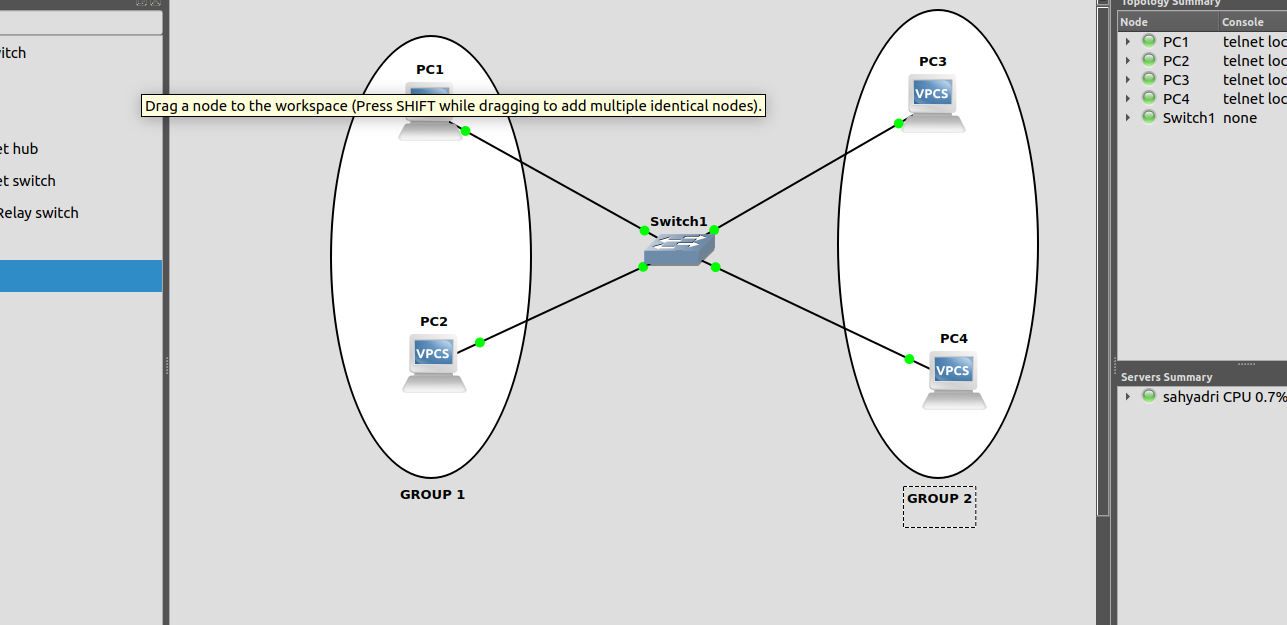 Topology Summary
Node Console
PC1 telnet loc
PC2 telnet loc
PC3 telnet loc
PC4 telnet loc
Switch1 none
itch
et hub
et switch
Relay switch
PC1
Drag a node to the workspace (Press SHIFT while dragging to add multiple identical nodes).
PC3
VPCS
Switch1
PC2
VPCS
PC4
VPCS
GROUP 1
GROUP 2
Servers Summary
sahyadri CPU 0.7%